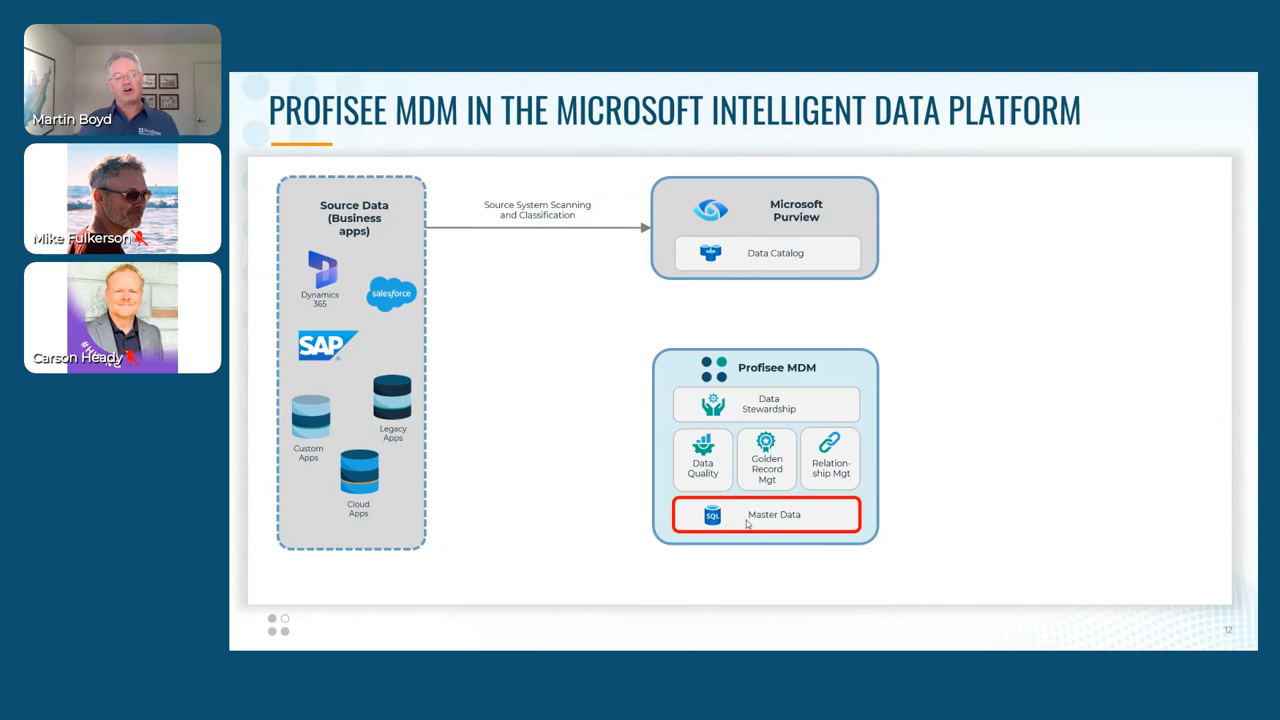 Martin Boyd
Mike Fulkerson
Carson Heady
PROFISEE MDM IN THE MICROSOFT INTELLIGENT DATA PLATFORM
Source Data
(Business
apps)
Dynamics
365
salesforce
SAP
Custom
Apps
Legacy
Apps
Cloud
Apps
Source System Scanning
and Classification
Microsoft
Purview
Data Catalog
Profisee MDM
Data
Stewardship
Data
Quality
Golden
Record
Mgt
Relation-
ship Mgt
SQL
Master Data
12